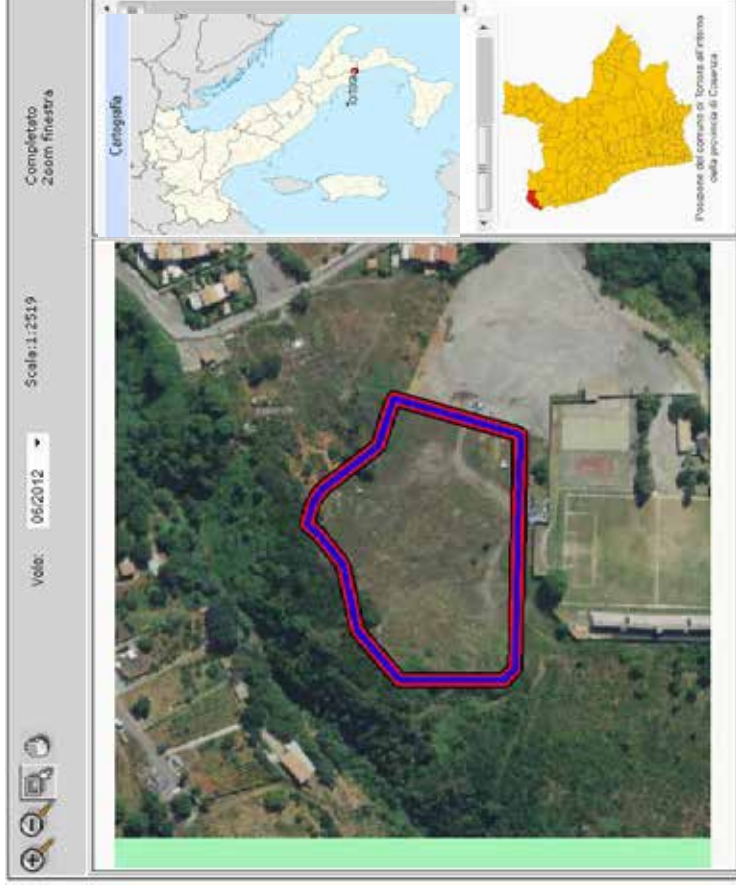 Volo: 06/2012 Scala:1:2519 Completato
Zoom finestra
Cartografia
Tortora
Posizione del comune di Tortora all'interno
della provincia di Cosenza